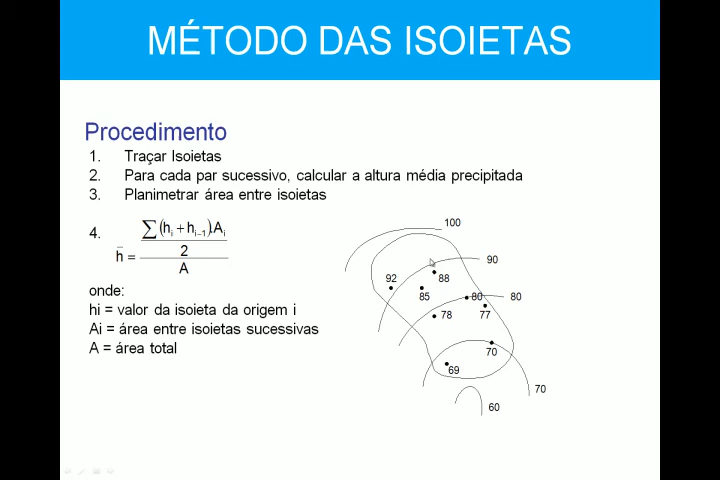 MÉTODO DAS ISOIETAS
Procedimento
1. Traçar Isoietas
2. Para cada par sucessivo, calcular a altura média precipitada
3. Planimetrar área entre isoietas
4. h̄ = (∑(hᵢ + hᵢ₋₁).Aᵢ / 2) / A
onde:
hi = valor da isoieta da origem i
Ai = área entre isoietas sucessivas
A = área total
100
90
92
88
85
80
80
78
77
70
69
70
60